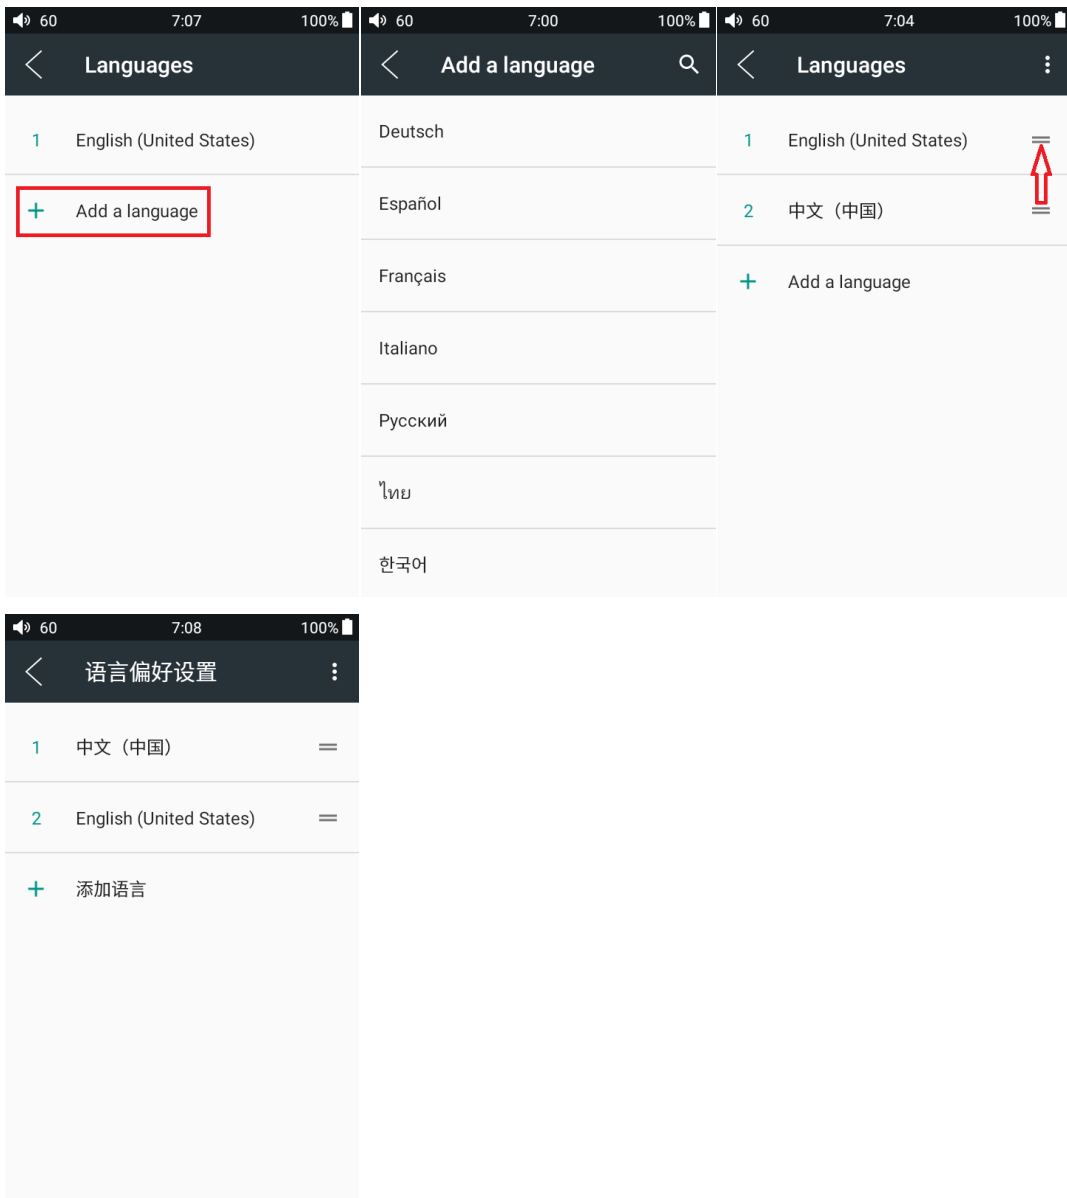 60 7:07 100%
Languages
1 English (United States)
+ Add a language
60 7:00 100%
Add a language
Deutsch
Español
Français
Italiano
Русский
ไทย
한국어
60 7:04 100%
Languages
1 English (United States)
2 中文（中国）
+ Add a language
60 7:08 100%
语言偏好设置
1 中文（中国）
2 English (United States)
+ 添加语言